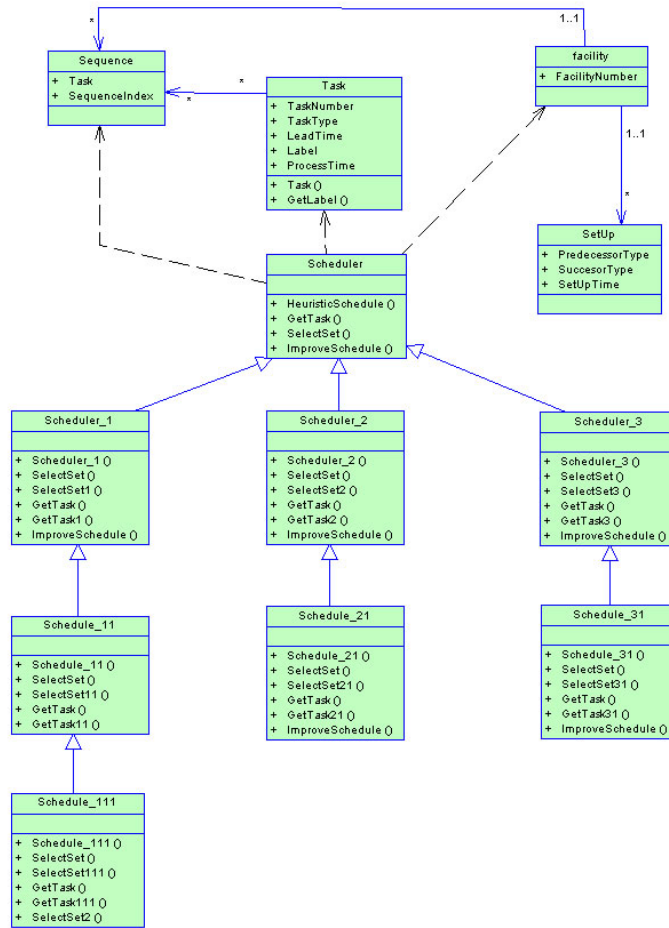 * 1..1
Sequence
+ Task
+ SequenceIndex
facility
+ FacilityNumber
* *
Task
+ TaskNumber
+ TaskType
+ LeadTime
+ Label
+ ProcessTime
+ Task ()
+ GetLabel ()
1..1
*
SetUp
+ PredecessorType
+ SuccesorType
+ SetUpTime
Scheduler
+ HeuristicSchedule ()
+ GetTask ()
+ SelectSet ()
+ ImproveSchedule ()
Scheduler_1
+ Scheduler_1 ()
+ SelectSet ()
+ SelectSet1 ()
+ GetTask ()
+ GetTask1 ()
+ ImproveSchedule ()
Scheduler_2
+ Scheduler_2 ()
+ SelectSet ()
+ SelectSet2 ()
+ GetTask ()
+ GetTask2 ()
+ ImproveSchedule ()
Scheduler_3
+ Scheduler_3 ()
+ SelectSet ()
+ SelectSet3 ()
+ GetTask ()
+ GetTask3 ()
+ ImproveSchedule ()
Schedule_11
+ Schedule_11 ()
+ SelectSet ()
+ SelectSet11 ()
+ GetTask ()
+ GetTask11 ()
Schedule_21
+ Schedule_21 ()
+ SelectSet ()
+ SelectSet21 ()
+ GetTask ()
+ GetTask21 ()
+ ImproveSchedule ()
Schedule_31
+ Schedule_31 ()
+ SelectSet ()
+ SelectSet31 ()
+ GetTask ()
+ GetTask31 ()
+ ImproveSchedule ()
Schedule_111
+ Schedule_111 ()
+ SelectSet ()
+ SelectSet111 ()
+ GetTask ()
+ GetTask111 ()
+ SelectSet2 ()